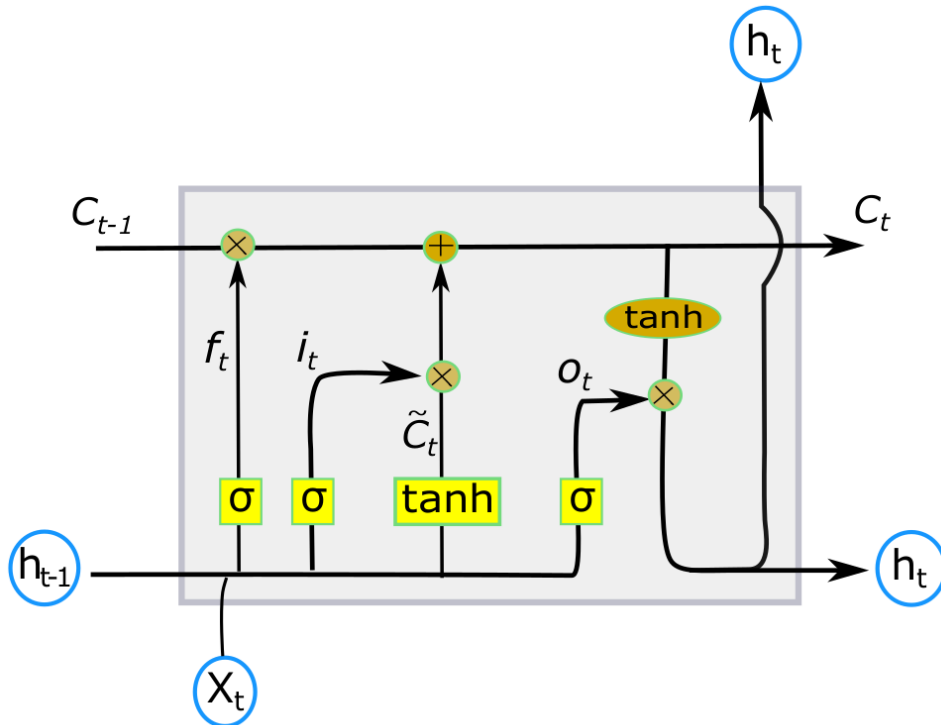 h_t
C_{t-1}
C_t
×
+
tanh
f_t
i_t
o_t
×
×
C̃_t
σ
σ
tanh
σ
h_{t-1}
h_t
X_t